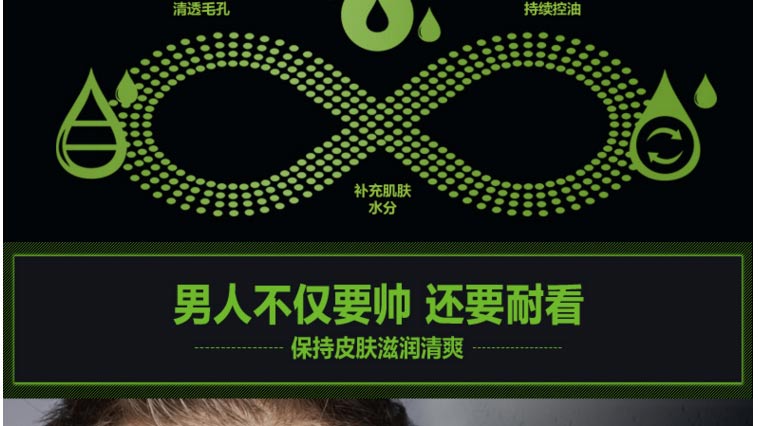 清透毛孔
持续控油
补充肌肤
水分
男人不仅要帅 还要耐看
保持皮肤滋润清爽